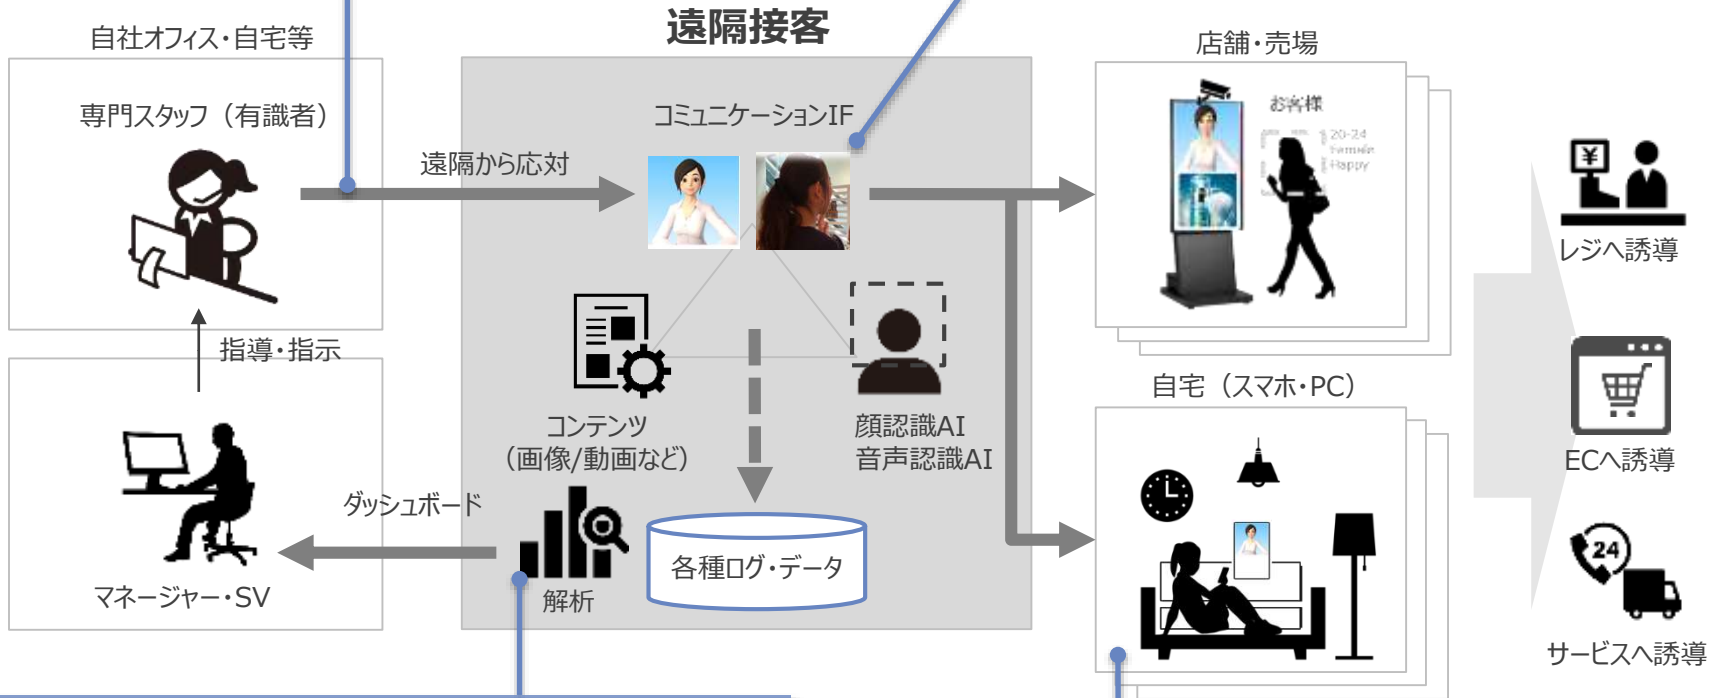 遠隔接客
自社オフィス・自宅等
専門スタッフ（有識者）
遠隔から応対
指導・指示
マネージャー・SV
ダッシュボード
コミュニケーションIF
コンテンツ
（画像/動画など）
顔認識AI
音声認識AI
解析
各種ログ・データ
店舗・売場
お客様
20-24
Female
Happy
自宅（スマホ・PC）
¥
レジへ誘導
ECへ誘導
24
サービスへ誘導